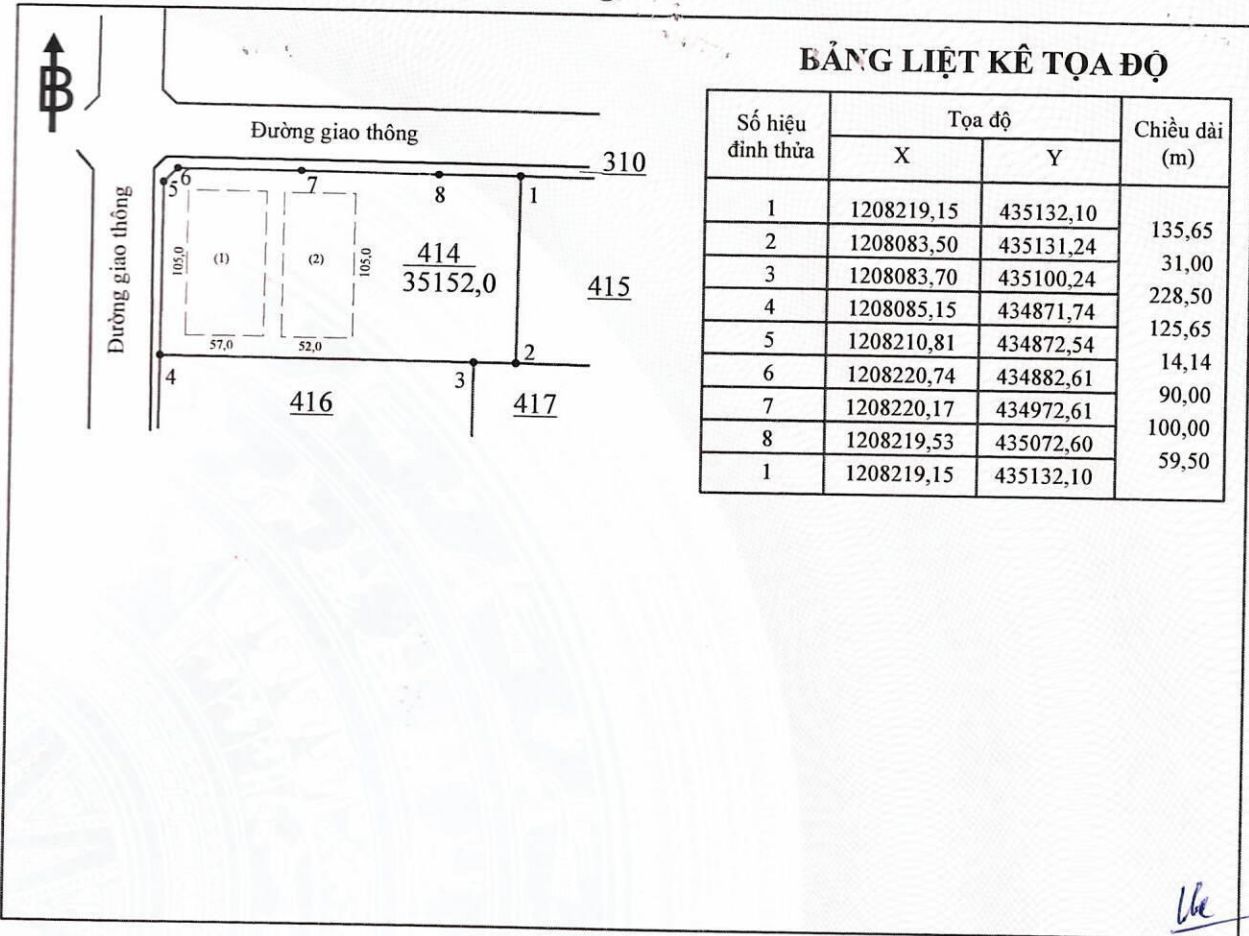 B
Đường giao thông
310
5
6
7
8
1
Đường giao thông
105,0
(1)
(2)
105,0
414
35152,0
415
57,0
52,0
4
3
2
416
417
BẢNG LIỆT KÊ TỌA ĐỘ
Số hiệu đỉnh thửa
Tọa độ
Chiều dài (m)
X
Y
1 1208219,15 435132,10
135,65
2 1208083,50 435131,24
31,00
3 1208083,70 435100,24
228,50
4 1208085,15 434871,74
125,65
5 1208210,81 434872,54
14,14
6 1208220,74 434882,61
90,00
7 1208220,17 434972,61
100,00
8 1208219,53 435072,60
59,50
1 1208219,15 435132,10